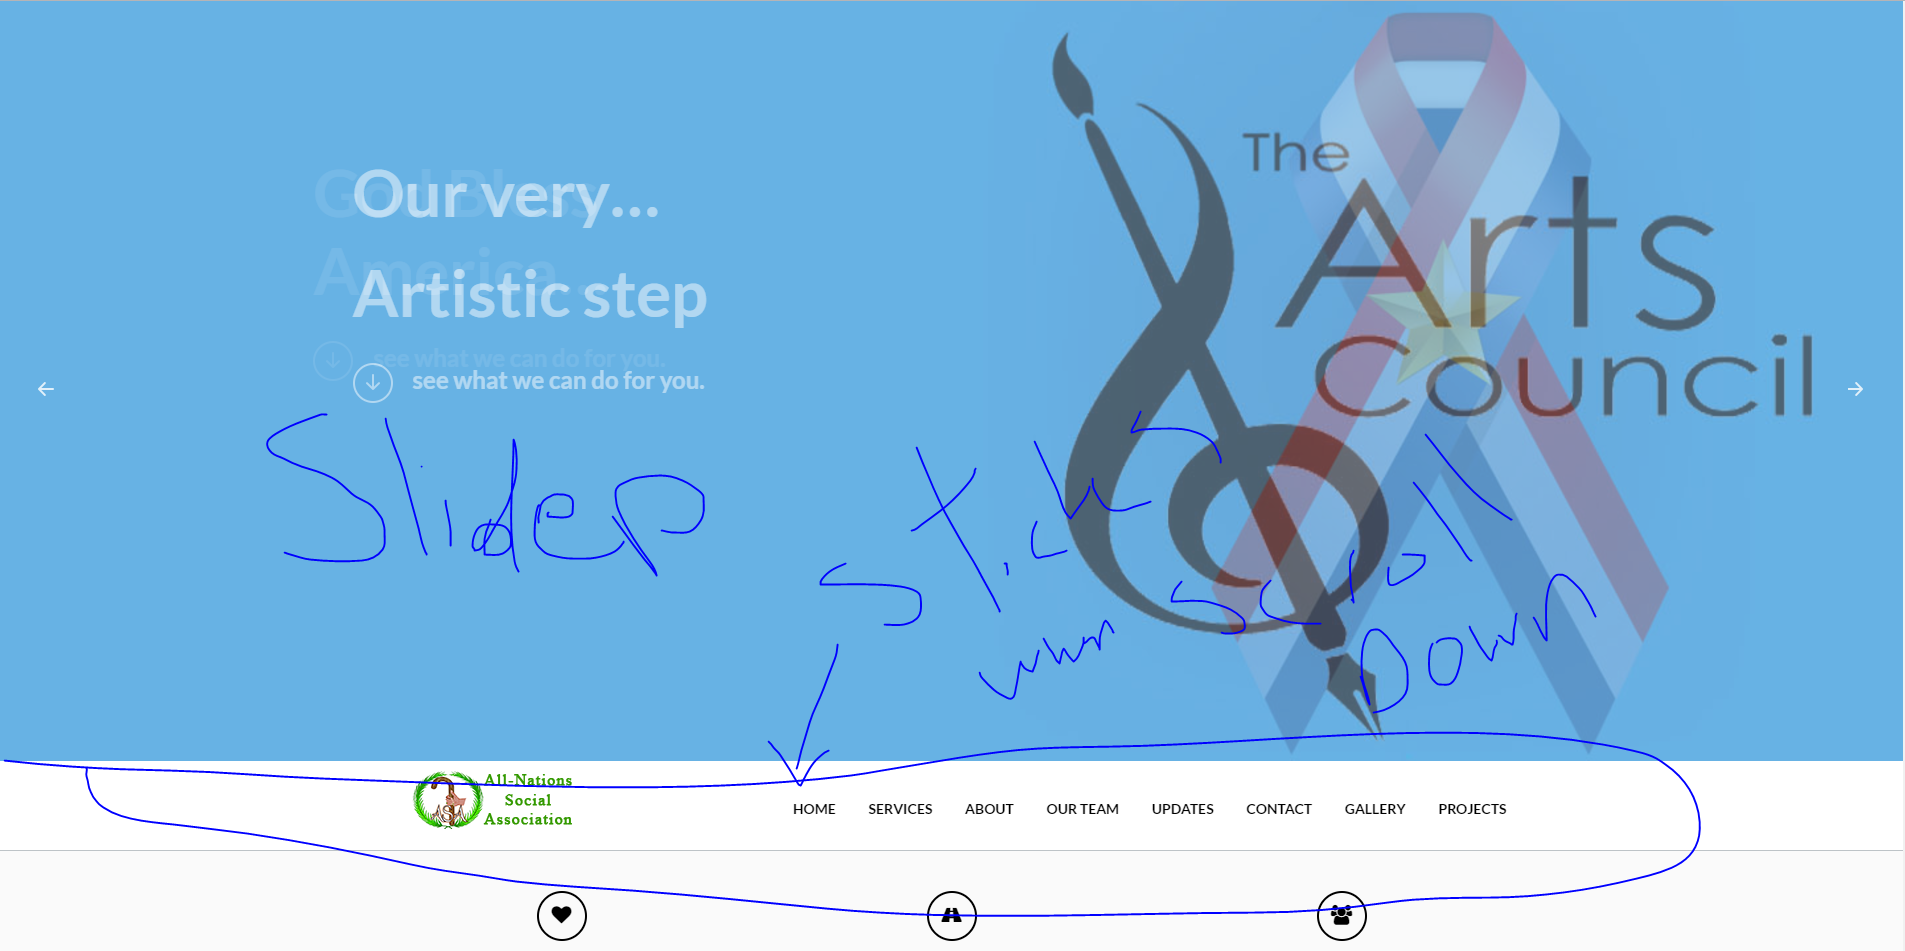 The
Arts
Council
God Bless
America...
Our very...
Artistic step
see what we can do for you.
see what we can do for you.
Slider
sticks
when scroll
Down
All-Nations
Social
Association
HOME SERVICES ABOUT OUR TEAM UPDATES CONTACT GALLERY PROJECTS